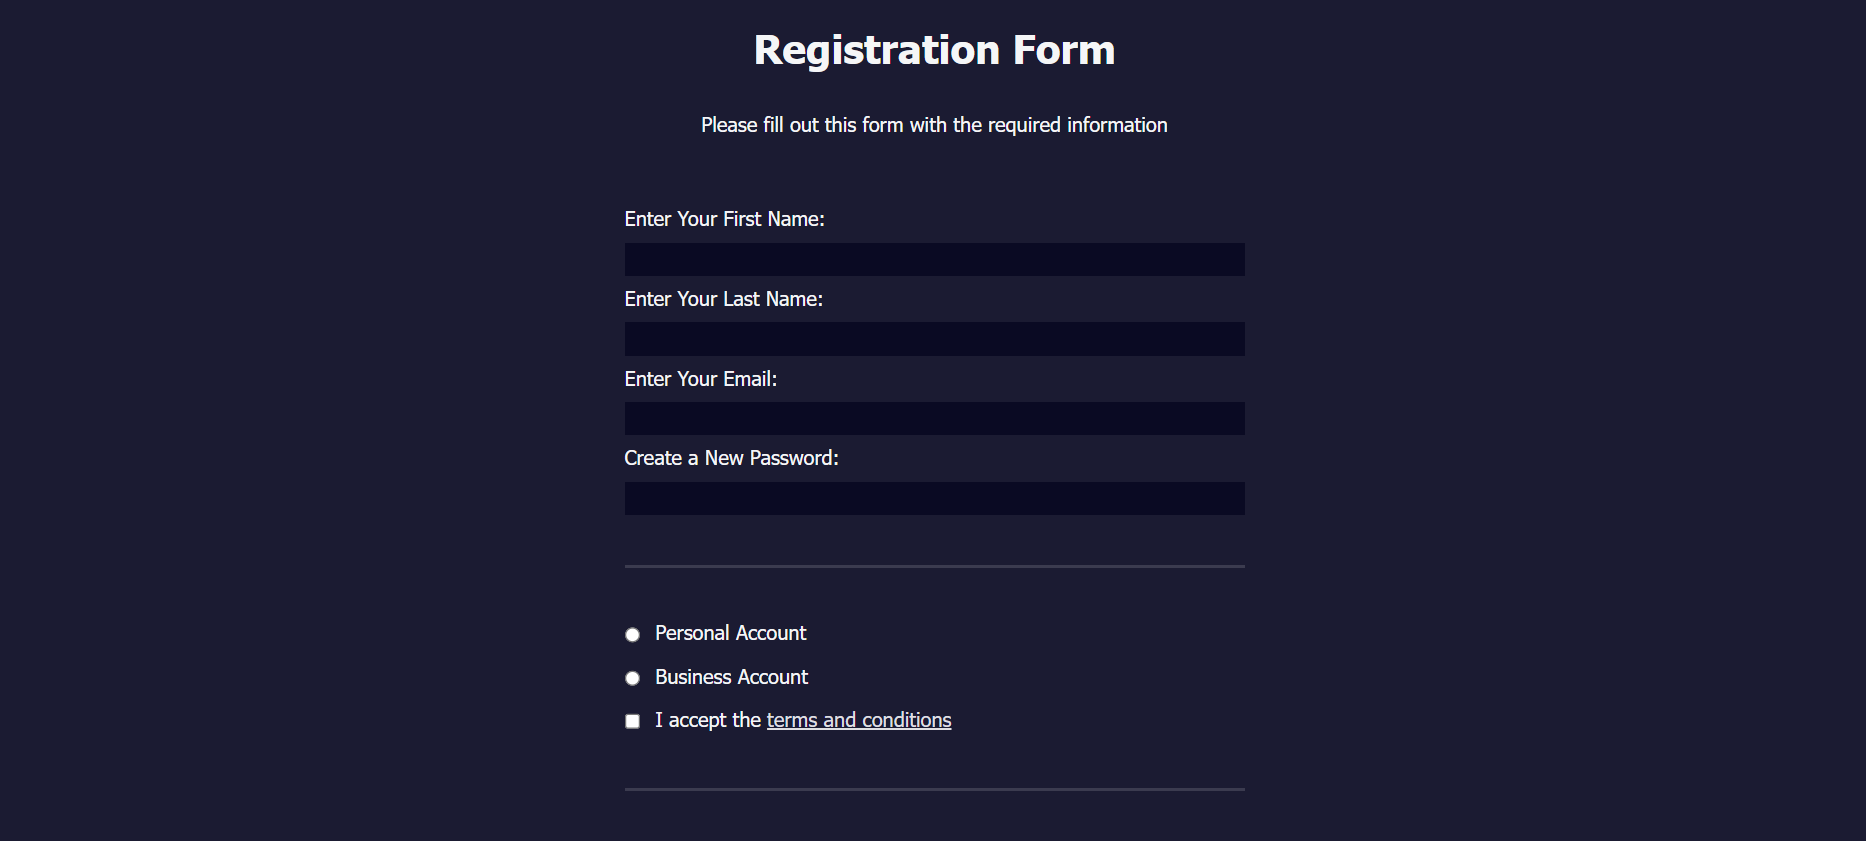 Registration Form
Please fill out this form with the required information
Enter Your First Name:
Enter Your Last Name:
Enter Your Email:
Create a New Password:
Personal Account
Business Account
I accept the terms and conditions